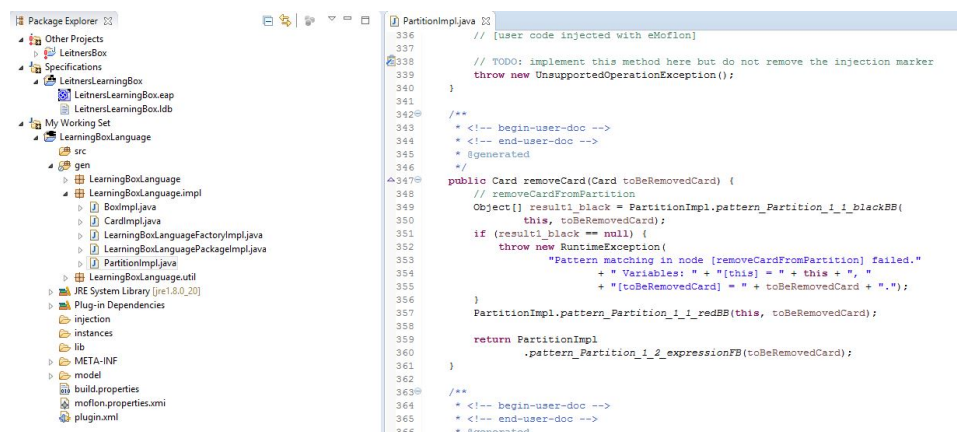 Package Explorer
Other Projects
LeitnersBox
Specifications
LeitnersLearningBox
LeitnersLearningBox.eap
LeitnersLearningBox.ldb
My Working Set
LearningBoxLanguage
src
gen
LearningBoxLanguage
LearningBoxLanguage.impl
BoxImpl.java
CardImpl.java
LearningBoxLanguageFactoryImpl.java
LearningBoxLanguagePackageImpl.java
PartitionImpl.java
LearningBoxLanguage.util
JRE System Library [jre1.8.0_20]
Plug-in Dependencies
injection
instances
lib
META-INF
model
build.properties
moflon.properties.xmi
plugin.xml
PartitionImpl.java
336 // [user code injected with eMoflon]
337
338 // TODO: implement this method here but do not remove the injection marker
339 throw new UnsupportedOperationException();
340 }
341
342 /**
343 * <!-- begin-user-doc -->
344 * <!-- end-user-doc -->
345 * @generated
346 */
347 public Card removeCard(Card toBeRemovedCard) {
348 // removeCardFromPartition
349 Object[] result1_black = PartitionImpl.pattern_Partition_1_1_blackBB(
350 this, toBeRemovedCard);
351 if (result1_black == null) {
352 throw new RuntimeException(
353 "Pattern matching in node [removeCardFromPartition] failed."
354 + " Variables: " + "[this] = " + this + ", "
355 + "[toBeRemovedCard] = " + toBeRemovedCard + ".");
356 }
357 PartitionImpl.pattern_Partition_1_1_redBB(this, toBeRemovedCard);
358
359 return PartitionImpl
360 .pattern_Partition_1_2_expressionFB(toBeRemovedCard);
361 }
362
363 /**
364 * <!-- begin-user-doc -->
365 * <!-- end-user-doc -->
366 * @generated